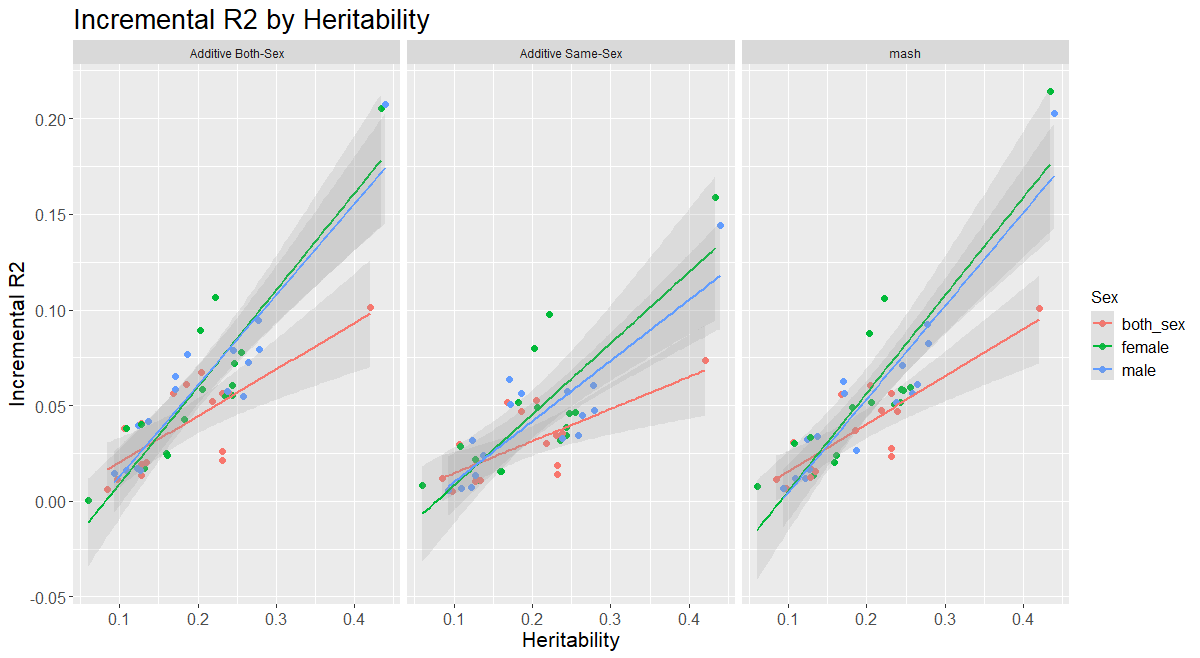 Incremental R2 by Heritability
Additive Both-Sex
Additive Same-Sex
mash
Incremental R2
0.20
0.15
0.10
0.05
0.00
-0.05
0.1 0.2 0.3 0.4
0.1 0.2 0.3 0.4
0.1 0.2 0.3 0.4
Heritability
Sex
both_sex
female
male